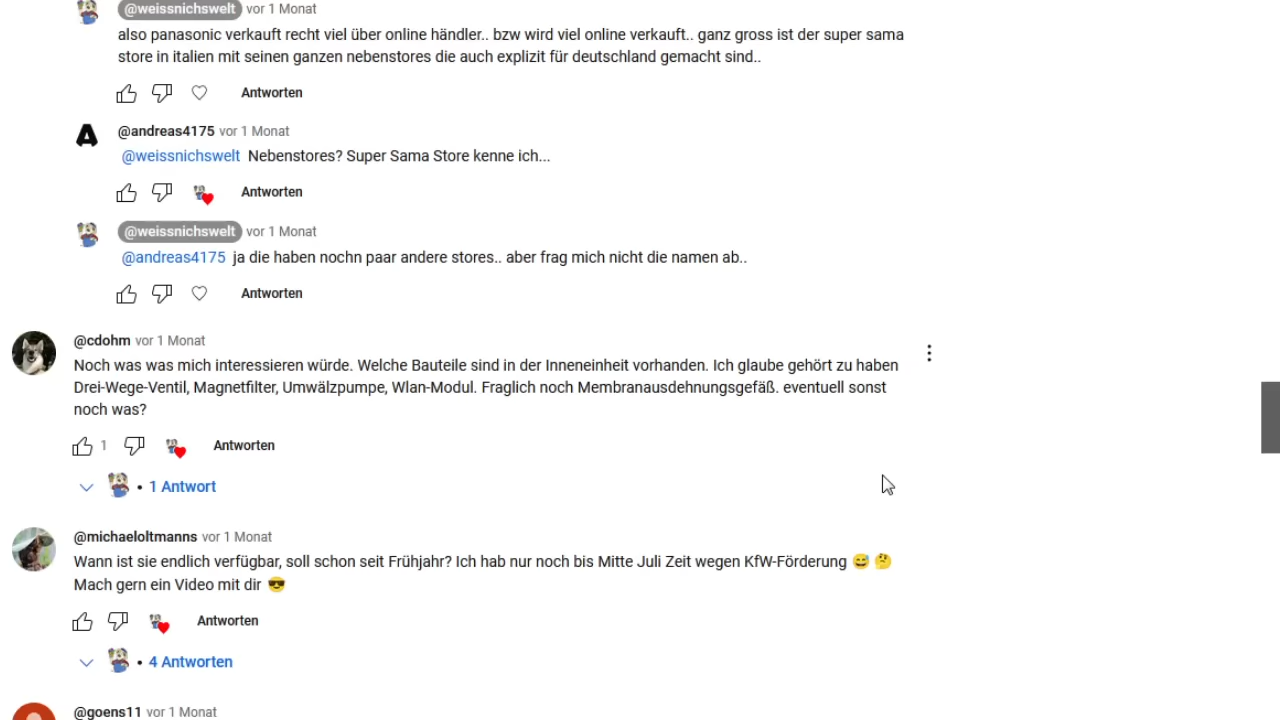 @weissnichswelt vor 1 Monat
also panasonic verkauft recht viel über online händler.. bzw wird viel online verkauft.. ganz gross ist der super sama
store in italien mit seinen ganzen nebenstores die auch explizit für deutschland gemacht sind..
Antworten
@andreas4175 vor 1 Monat
@weissnichswelt Nebenstores? Super Sama Store kenne ich...
Antworten
@weissnichswelt vor 1 Monat
@andreas4175 ja die haben nochn paar andere stores.. aber frag mich nicht die namen ab..
Antworten
@cdohm vor 1 Monat
Noch was was mich interessieren würde. Welche Bauteile sind in der Inneneinheit vorhanden. Ich glaube gehört zu haben
Drei-Wege-Ventil, Magnetfilter, Umwälzpumpe, Wlan-Modul. Fraglich noch Membranausdehnungsgefäß. eventuell sonst
noch was?
1 Antworten
• 1 Antwort
@michaeloltmanns vor 1 Monat
Wann ist sie endlich verfügbar, soll schon seit Frühjahr? Ich hab nur noch bis Mitte Juli Zeit wegen KfW-Förderung 😅 🤔
Mach gern ein Video mit dir 😎
Antworten
• 4 Antworten
@goens11 vor 1 Monat